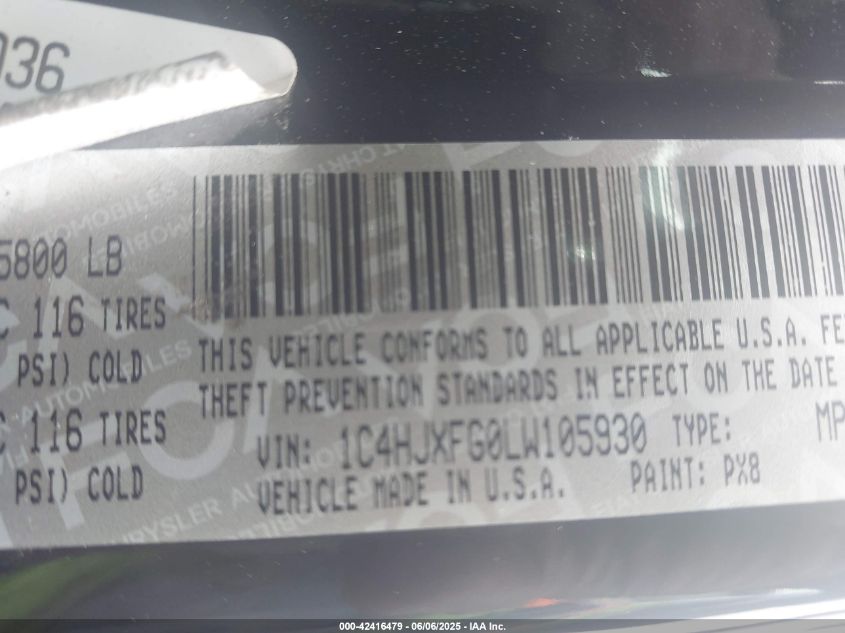 036
5800 LB
C 116 TIRES
PSI) COLD
C 116 TIRES
PSI) COLD
THIS VEHICLE CONFORMS TO ALL APPLICABLE U.S.A. FE
THEFT PREVENTION STANDARDS IN EFFECT ON THE DATE
VIN: 1C4HJXFG0LW105930 TYPE: MP
VEHICLE MADE IN U.S.A. PAINT: PX8
000-42416479 - 06/06/2025 - IAA Inc.